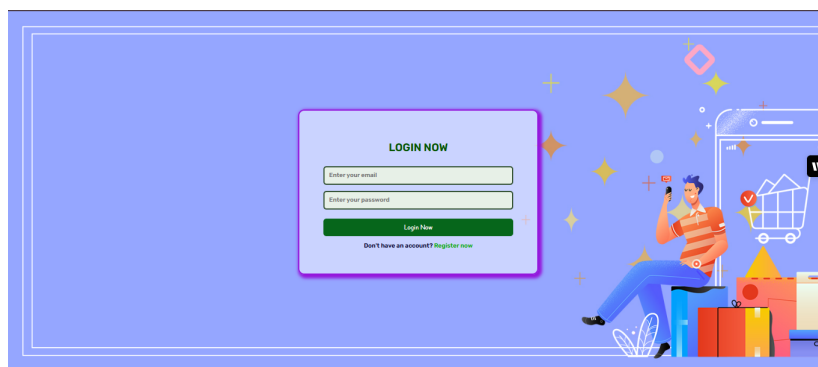 LOGIN NOW
Enter your email
Enter your password
Login Now
Don't have an account? Register now